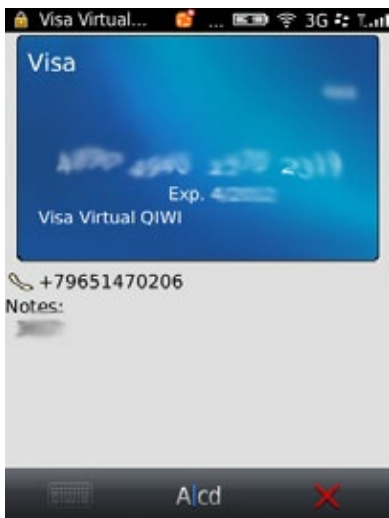 Visa Virtual... ... 3G
Visa
Exp.
Visa Virtual QIWI
+79651470206
Notes:
A|cd